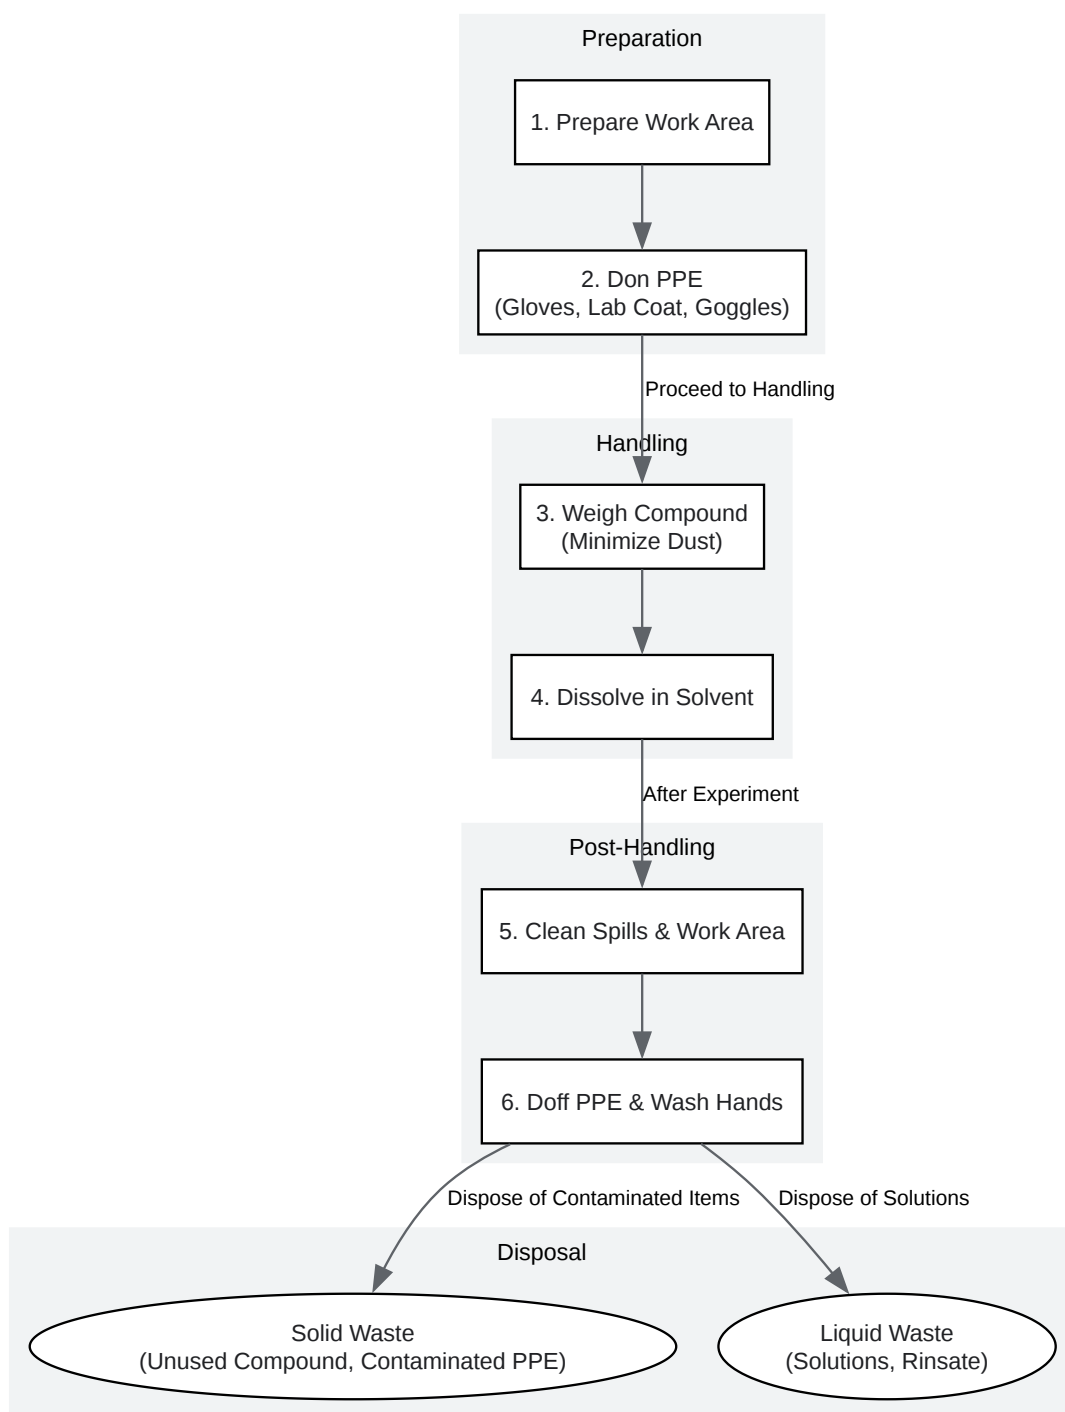 Preparation
1. Prepare Work Area
2. Don PPE
(Gloves, Lab Coat, Goggles)
Proceed to Handling
Handling
3. Weigh Compound
(Minimize Dust)
4. Dissolve in Solvent
After Experiment
Post-Handling
5. Clean Spills & Work Area
6. Doff PPE & Wash Hands
Dispose of Contaminated Items
Dispose of Solutions
Disposal
Solid Waste
(Unused Compound, Contaminated PPE)
Liquid Waste
(Solutions, Rinsate)